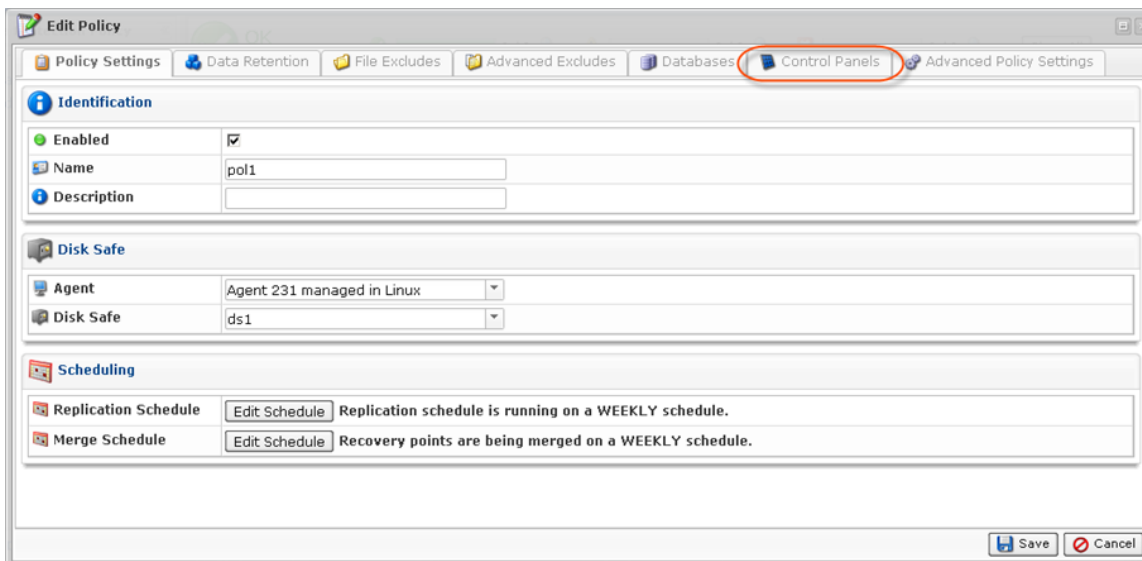 Edit Policy
Policy Settings Data Retention File Excludes Advanced Excludes Databases Control Panels Advanced Policy Settings
Identification
Enabled
Name pol1
Description
Disk Safe
Agent Agent 231 managed in Linux
Disk Safe ds1
Scheduling
Replication Schedule Edit Schedule Replication schedule is running on a WEEKLY schedule.
Merge Schedule Edit Schedule Recovery points are being merged on a WEEKLY schedule.
Save Cancel